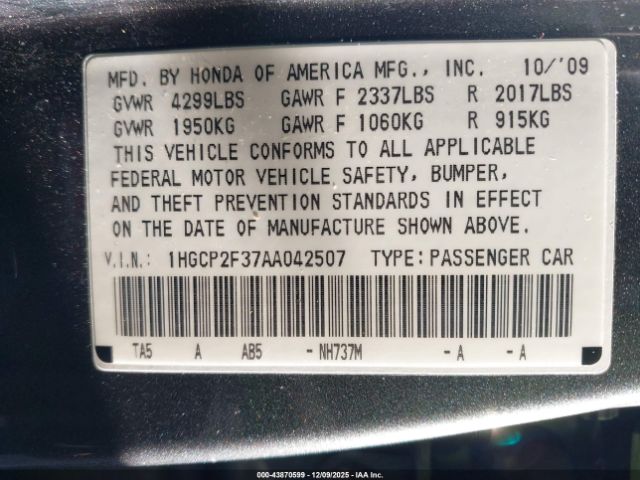 MFD. BY HONDA OF AMERICA MFG., INC. 10/'09
GVWR 4299LBS GAWR F 2337LBS R 2017LBS
GVWR 1950KG GAWR F 1060KG R 915KG
THIS VEHICLE CONFORMS TO ALL APPLICABLE
FEDERAL MOTOR VEHICLE SAFETY, BUMPER,
AND THEFT PREVENTION STANDARDS IN EFFECT
ON THE DATE OF MANUFACTURE SHOWN ABOVE.
V.I.N.: 1HGCP2F37AA042507 TYPE: PASSENGER CAR
TA5 A AB5 - NH737M - A - A
000-43870599 - 12/09/2025 - IAA Inc.